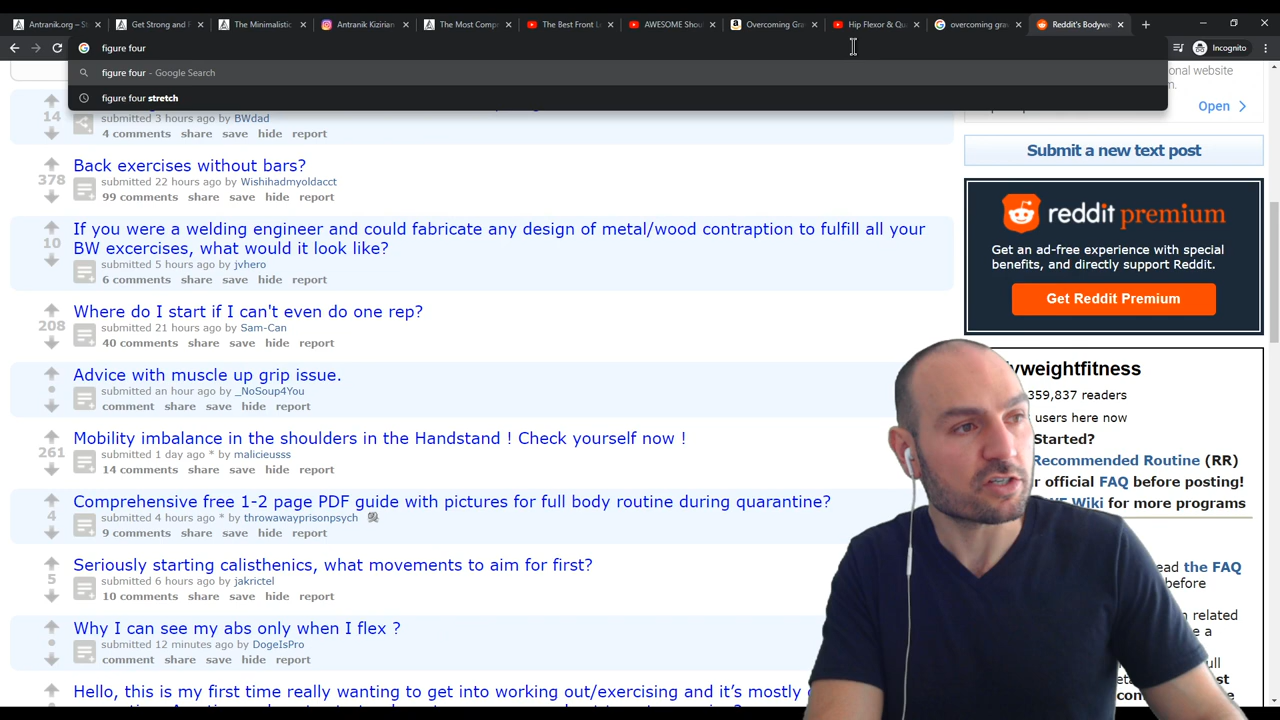 Antranik.org – S
Get Strong and F
The Minimalistic
Antranik Kizirian
The Most Comp
The Best Front L
AWESOME Shou
Overcoming Gra
Hip Flexor & Qu
overcoming grav
Reddit's Bodywe
figure four
Incognito
figure four - Google Search
figure four stretch
14
submitted 3 hours ago by BWdad
4 comments share save hide report
Back exercises without bars?
378
submitted 22 hours ago by Wishihadmyoldacct
99 comments share save hide report
If you were a welding engineer and could fabricate any design of metal/wood contraption to fulfill all your
BW excercises, what would it look like?
10
submitted 5 hours ago by jvhero
6 comments share save hide report
Where do I start if I can't even do one rep?
208
submitted 21 hours ago by Sam-Can
40 comments share save hide report
Advice with muscle up grip issue.
submitted an hour ago by _NoSoup4You
comment share save hide report
Mobility imbalance in the shoulders in the Handstand ! Check yourself now !
261
submitted 1 day ago * by malicieusss
14 comments share save hide report
Comprehensive free 1-2 page PDF guide with pictures for full body routine during quarantine?
4
submitted 4 hours ago * by throwawayprisonpsych
9 comments share save hide report
Seriously starting calisthenics, what movements to aim for first?
5
submitted 6 hours ago by jakrictel
10 comments share save hide report
Why I can see my abs only when I flex ?
submitted 12 minutes ago by DogeIsPro
comment share save hide report
Hello, this is my first time really wanting to get into working out/exercising and it's mostly
onal website
Open
Submit a new text post
reddit premium
Get an ad-free experience with special
benefits, and directly support Reddit.
Get Reddit Premium
yweightfitness
359,837 readers
users here now
Started?
Recommended Routine (RR)
r official FAQ before posting!
Wiki for more programs
ead the FAQ
before
n related
e a
ull
st